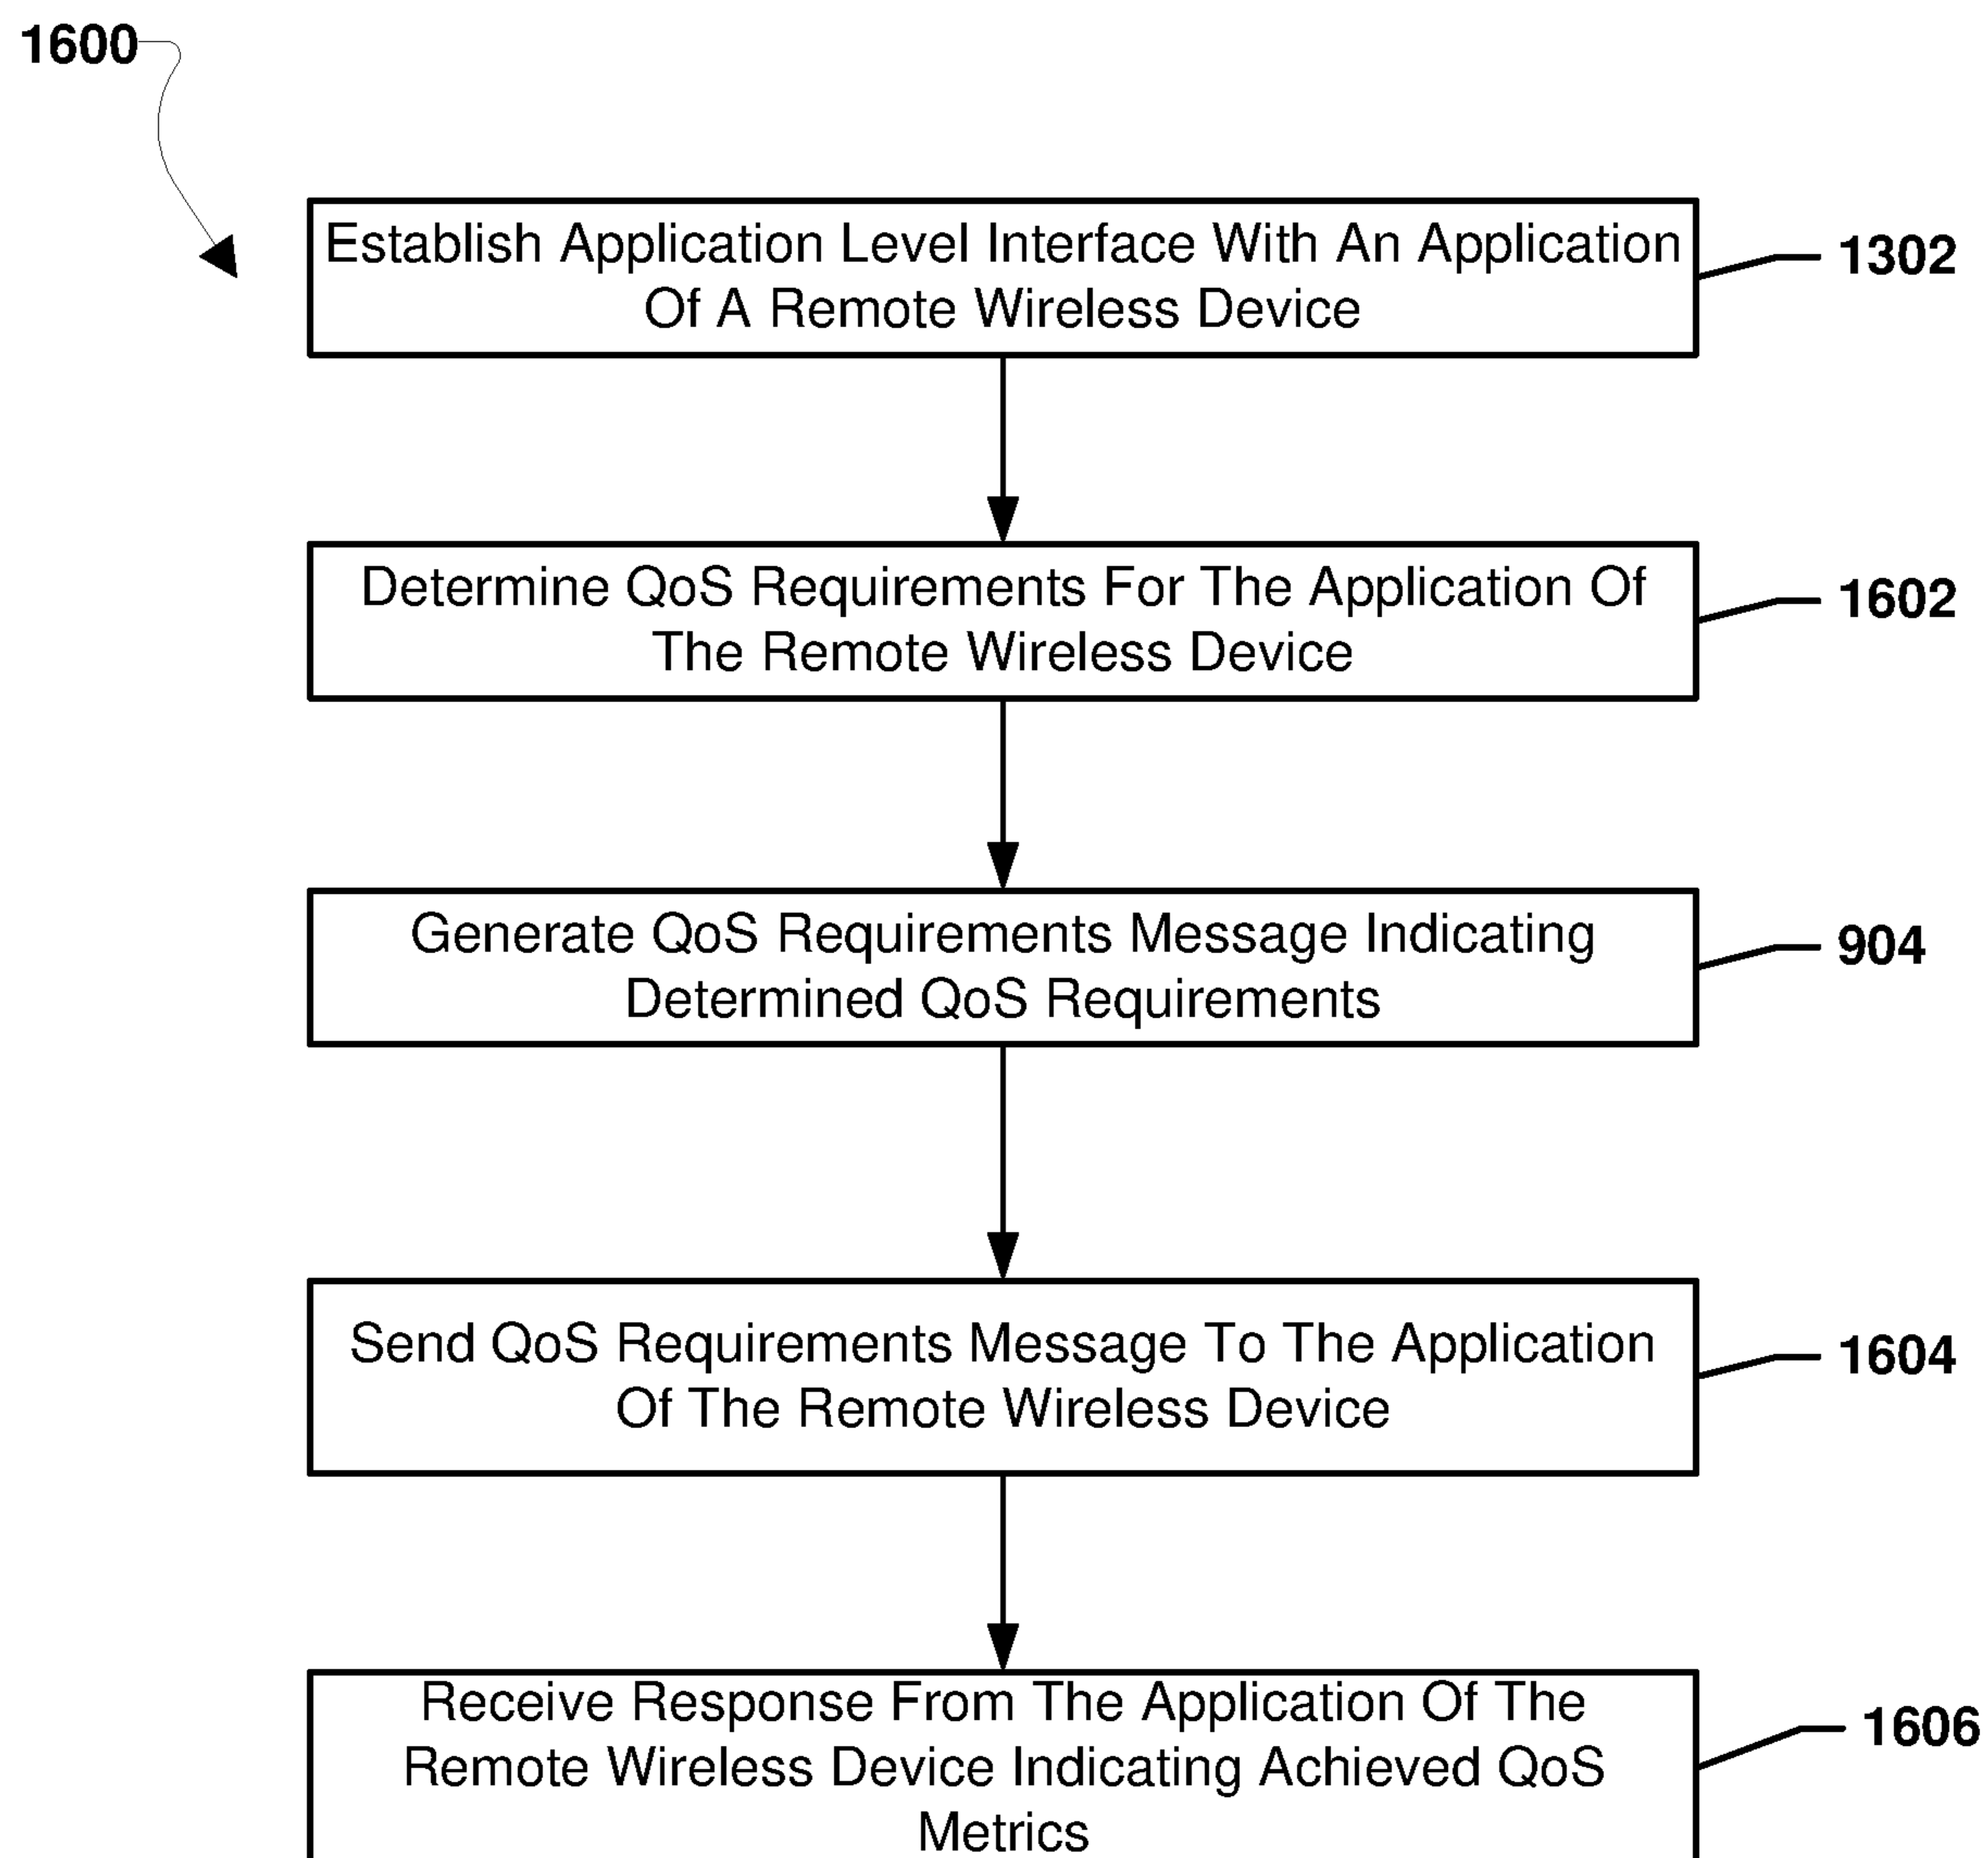 1600
Establish Application Level Interface With An Application
Of A Remote Wireless Device
1302
Determine QoS Requirements For The Application Of
The Remote Wireless Device
1602
Generate QoS Requirements Message Indicating
Determined QoS Requirements
904
Send QoS Requirements Message To The Application
Of The Remote Wireless Device
1604
Receive Response From The Application Of The
Remote Wireless Device Indicating Achieved QoS
Metrics
1606